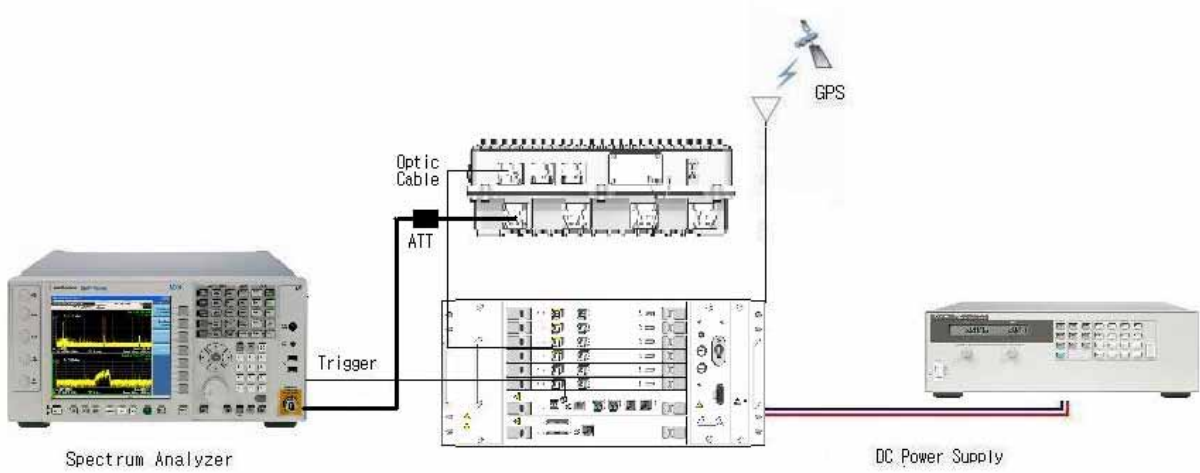 GPS
Optic
Cable
ATT
Trigger
Spectrum Analyzer
DC Power Supply